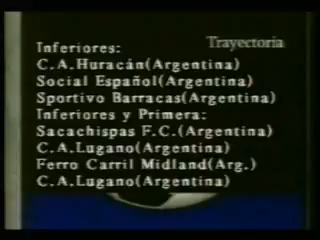 Trayectoria
Inferiores:
C.A.Huracán(Argentina)
Social Español(Argentina)
Sportivo Barracas(Argentina)
Inferiores y Primera:
Sacachispas F.C.(Argentina)
C.A.Lugano(Argentina)
Ferro Carril Midland(Arg.)
C.A.Lugano(Argentina)